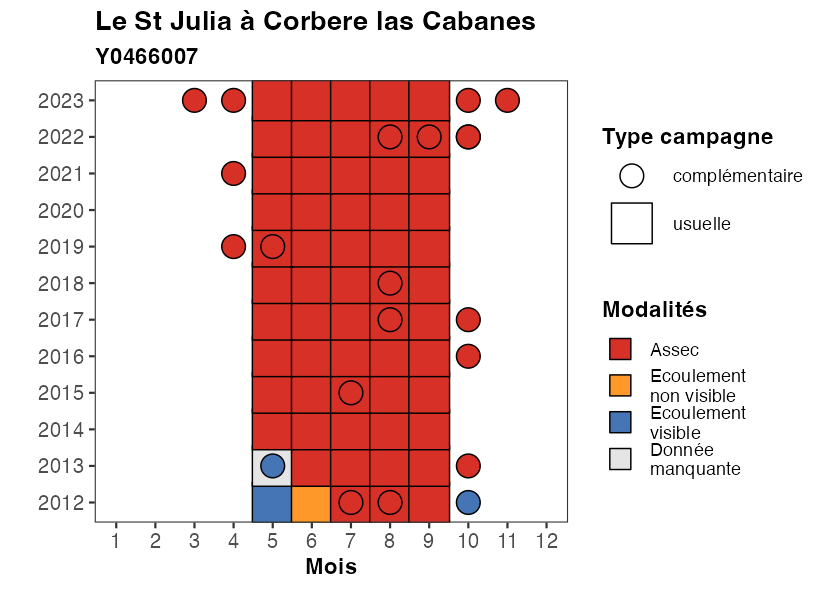 Le St Julia à Corbere las Cabanes
Y0466007
2023
2022
2021
2020
2019
2018
2017
2016
2015
2014
2013
2012
1 2 3 4 5 6 7 8 9 10 11 12
Mois
Type campagne
complémentaire
usuelle
Modalités
Assec
Ecoulement
non visible
Ecoulement
visible
Donnée
manquante